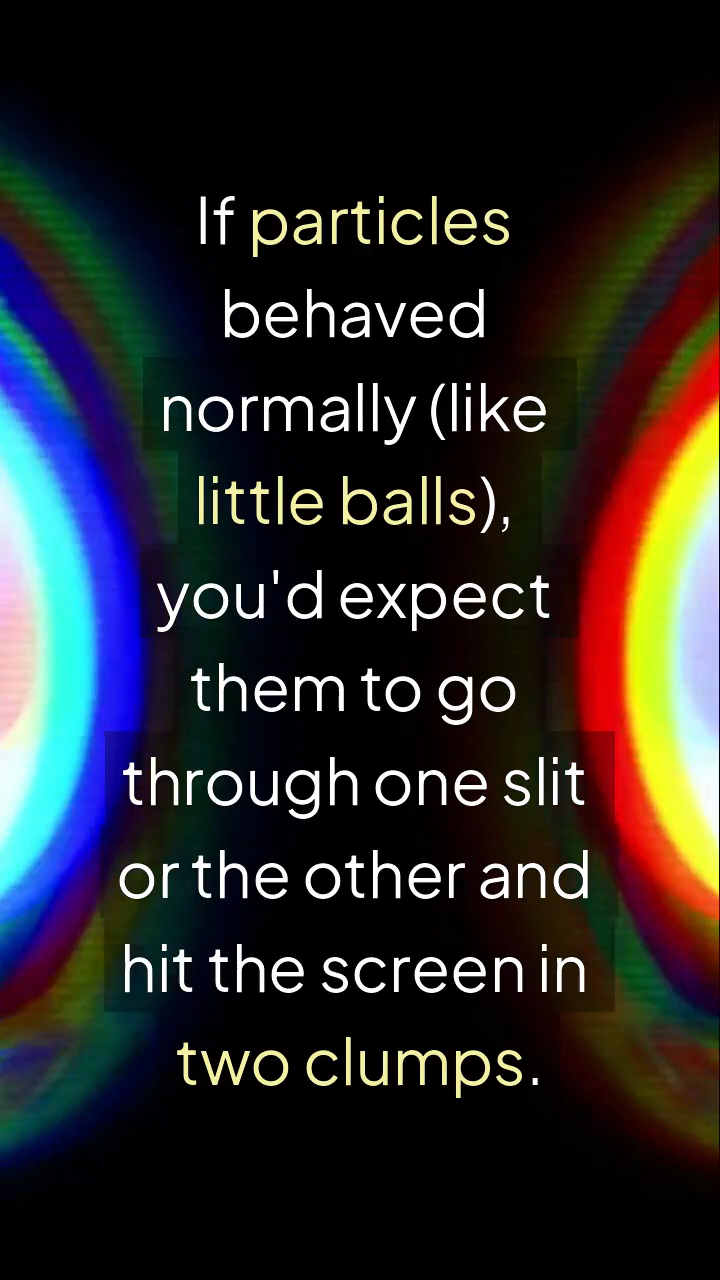 If particles
behaved
normally (like
little balls),
you'd expect
them to go
through one slit
or the other and
hit the screen in
two clumps.